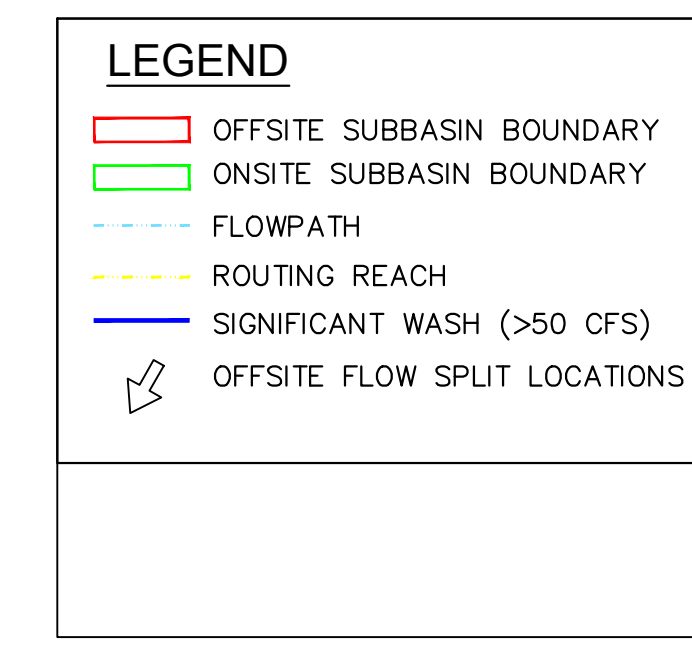 LEGEND
OFFSITE SUBBASIN BOUNDARY
ONSITE SUBBASIN BOUNDARY
FLOWPATH
ROUTING REACH
SIGNIFICANT WASH (>50 CFS)
OFFSITE FLOW SPLIT LOCATIONS